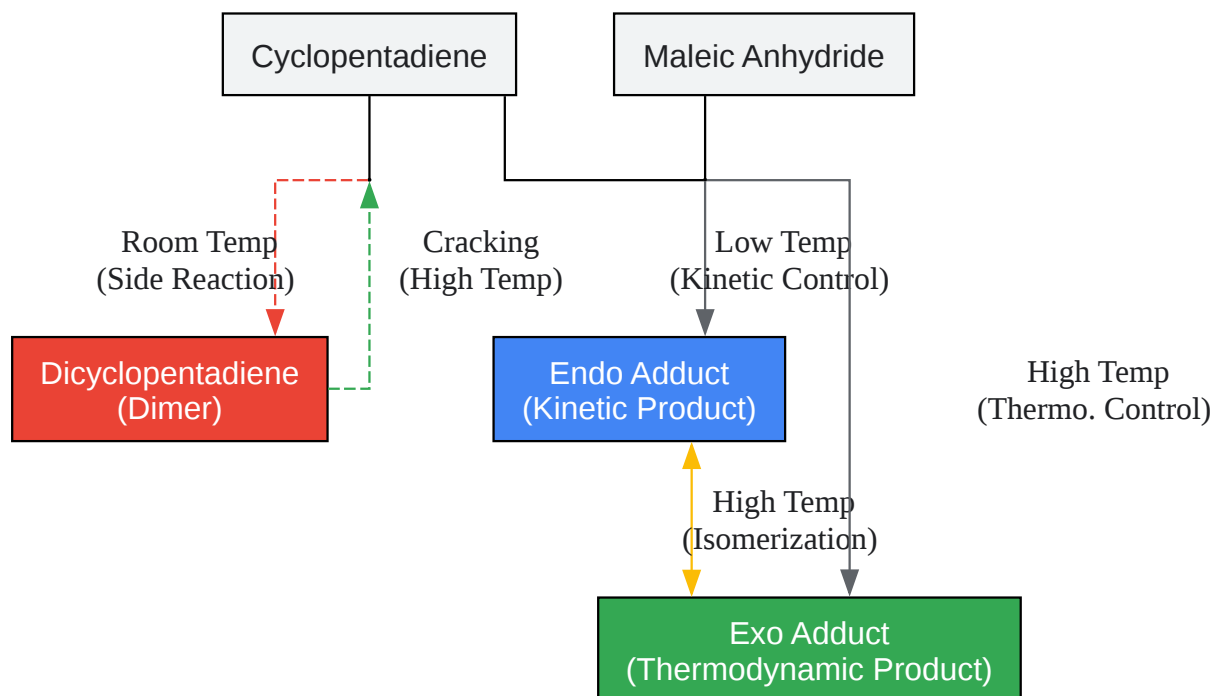 Cyclopentadiene
Maleic Anhydride
Room Temp
(Side Reaction)
Cracking
(High Temp)
Low Temp
(Kinetic Control)
Dicyclopentadiene
(Dimer)
Endo Adduct
(Kinetic Product)
High Temp
(Thermo. Control)
High Temp
(Isomerization)
Exo Adduct
(Thermodynamic Product)